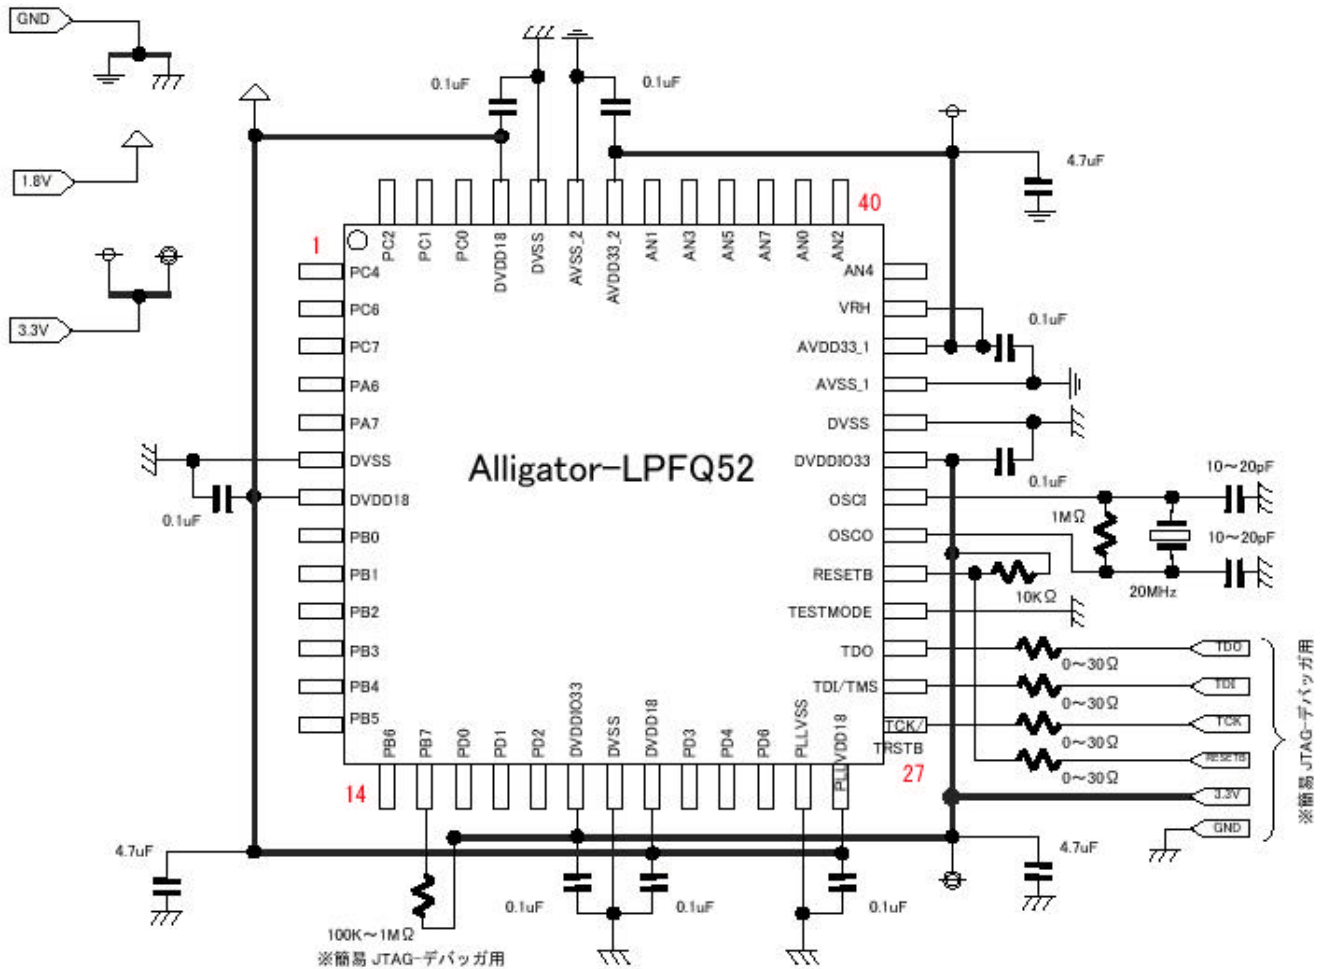 GND
1.8V
3.3V
0.1uF
0.1uF
4.7uF
1
40
PC2
PC1
PC0
DVDD18
DVSS
AVSS_2
AVDD33_2
AN1
AN3
AN5
AN7
AN0
AN2
PC4
PC6
PC7
PA6
PA7
DVSS
DVDD18
PB0
PB1
PB2
PB3
PB4
PB5
0.1uF
Alligator-LPFQ52
AN4
VRH
AVDD33_1
AVSS_1
DVSS
DVDDIO33
OSCI
OSCO
RESETB
TESTMODE
TDO
TDI/TMS
TCK/
TRSTB
0.1uF
0.1uF
10～20pF
1MΩ
10～20pF
10KΩ
20MHz
0～30Ω
0～30Ω
0～30Ω
0～30Ω
TDO
TDI
TCK
RESETB
3.3V
GND
※簡易 JTAG-デバッガ用
14
27
PB6
PB7
PD0
PD1
PD2
DVDDIO33
DVSS
DVDD18
PD3
PD4
PD6
PLLVSS
PLLVDD18
4.7uF
4.7uF
0.1uF
0.1uF
0.1uF
100K～1MΩ
※簡易 JTAG-デバッガ用